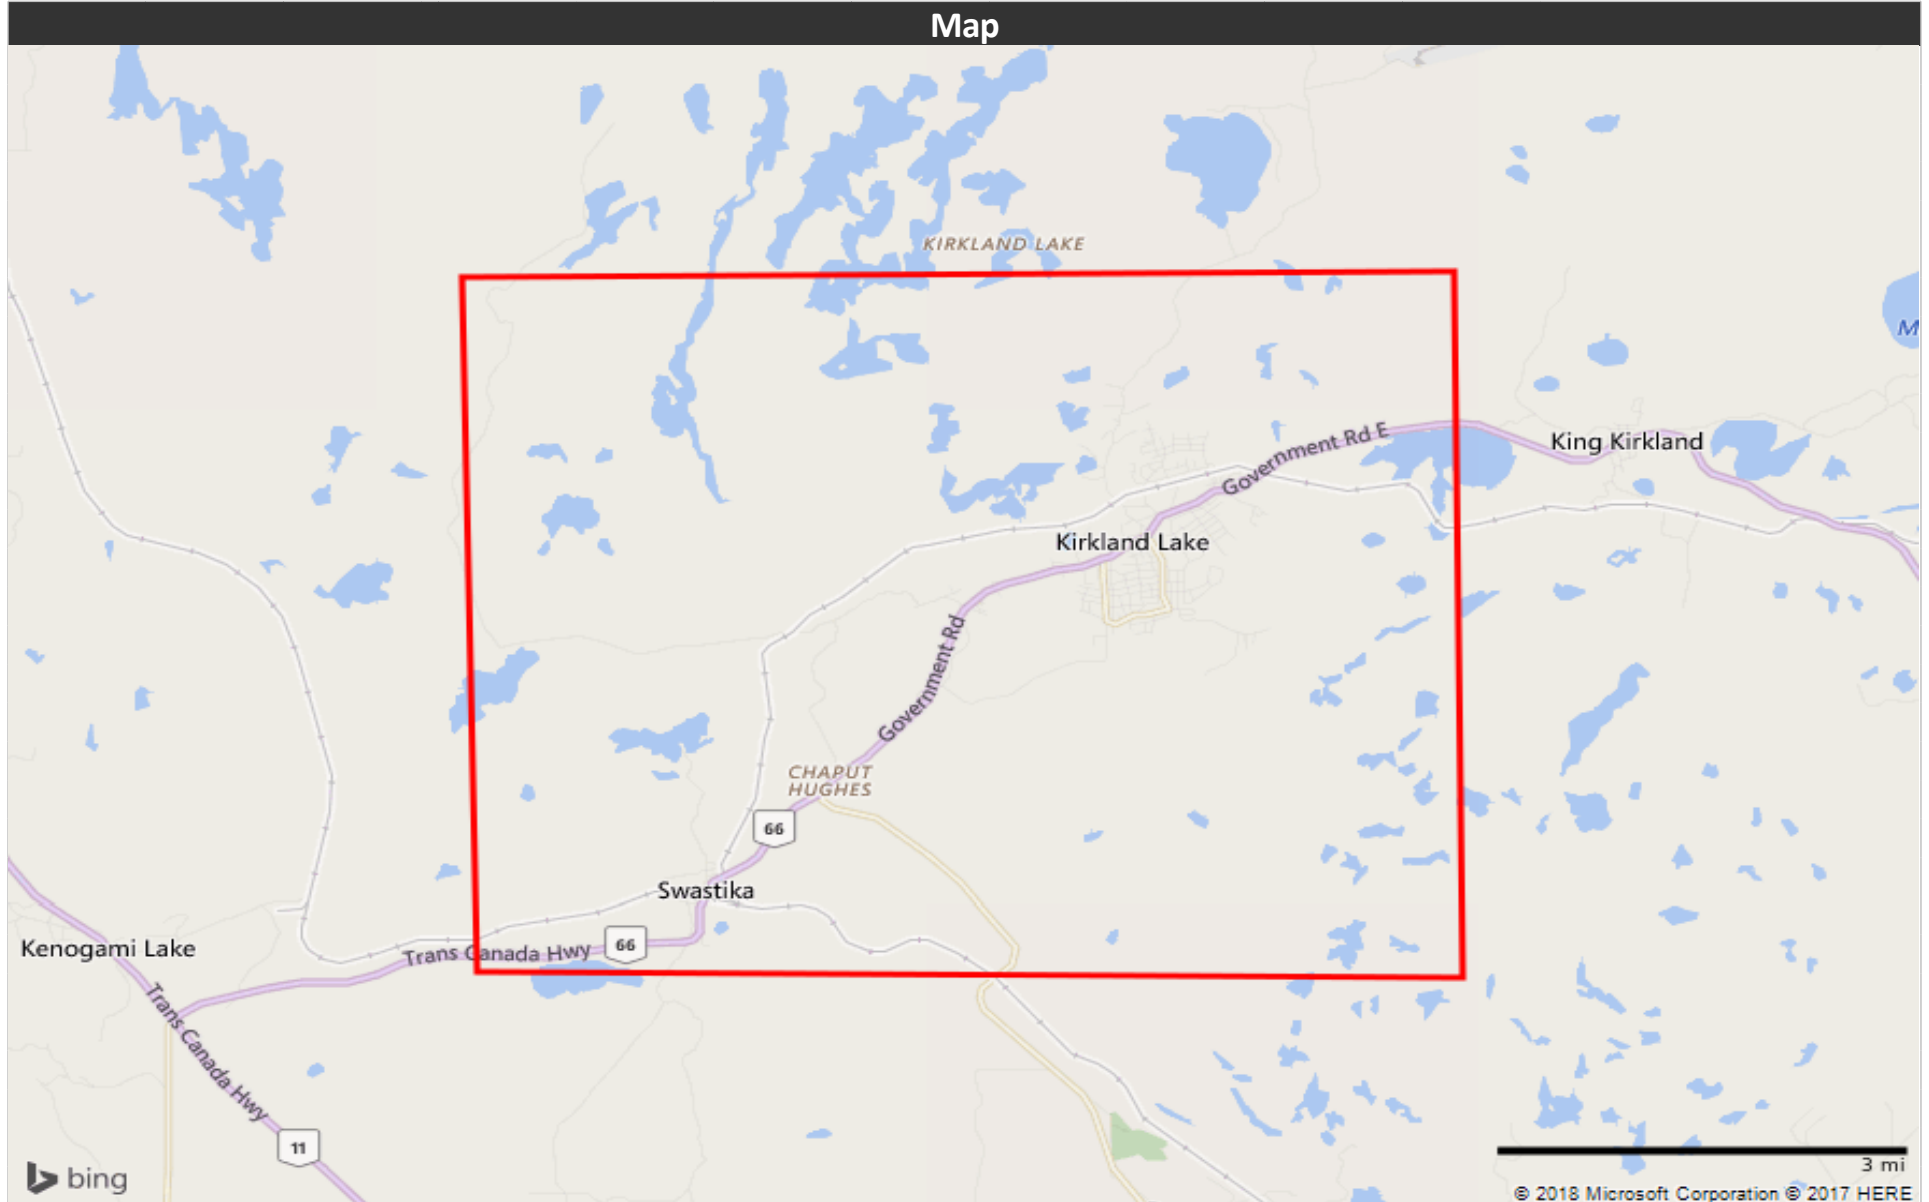 Map
KIRKLAND LAKE
M
Government Rd E
King Kirkland
Kirkland Lake
Government Rd
CHAPUT
HUGHES
66
Swastika
66
Trans Canada Hwy
Kenogami Lake
Trans Canada Hwy
11
bing
3 mi
© 2018 Microsoft Corporation © 2017 HERE